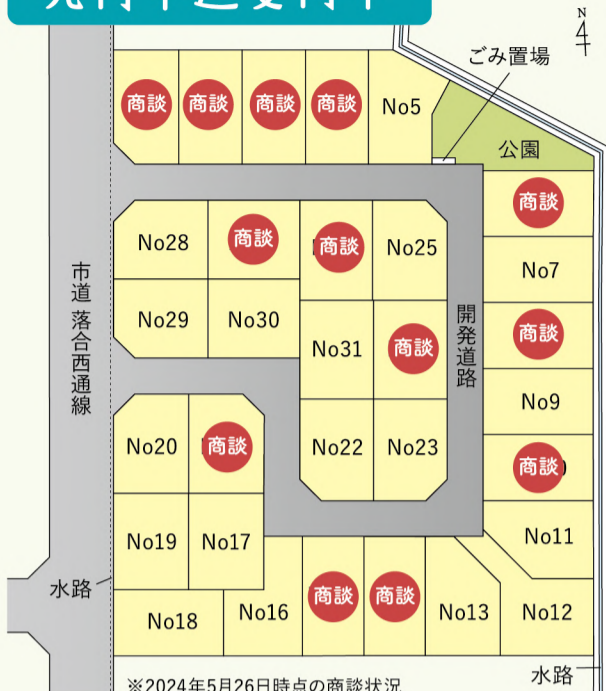 N
ごみ置場
商談 商談 商談 商談 No5
公園
商談
No28 商談 商談 No25
No7
市道 落合西通線
開発道路
No29 No30 No31 商談
商談
No9
No20 商談 No22 No23
商談
No19 No17
No11
水路
No18 No16 商談 商談 No13 No12
水路
※2024年5月26日時点の商談状況